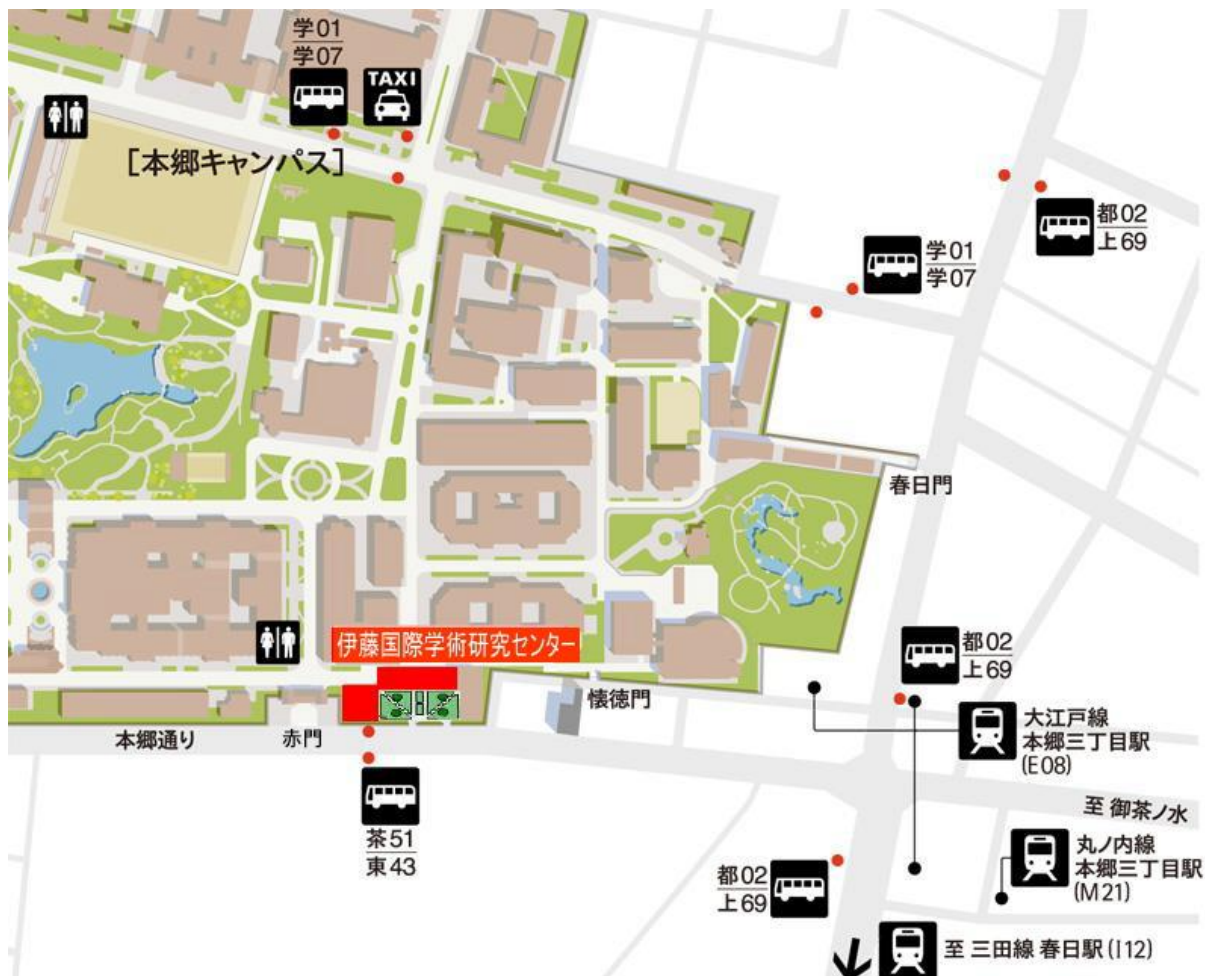 学01
学07
TAXI
[本郷キャンパス]
都02
上69
学01
学07
春日門
伊藤国際学術研究センター
都02
上69
懐徳門
大江戸線
本郷三丁目駅
(E08)
本郷通り
赤門
至 御茶ノ水
茶51
東43
丸ノ内線
本郷三丁目駅
(M21)
都02
上69
至 三田線 春日駅(I12)